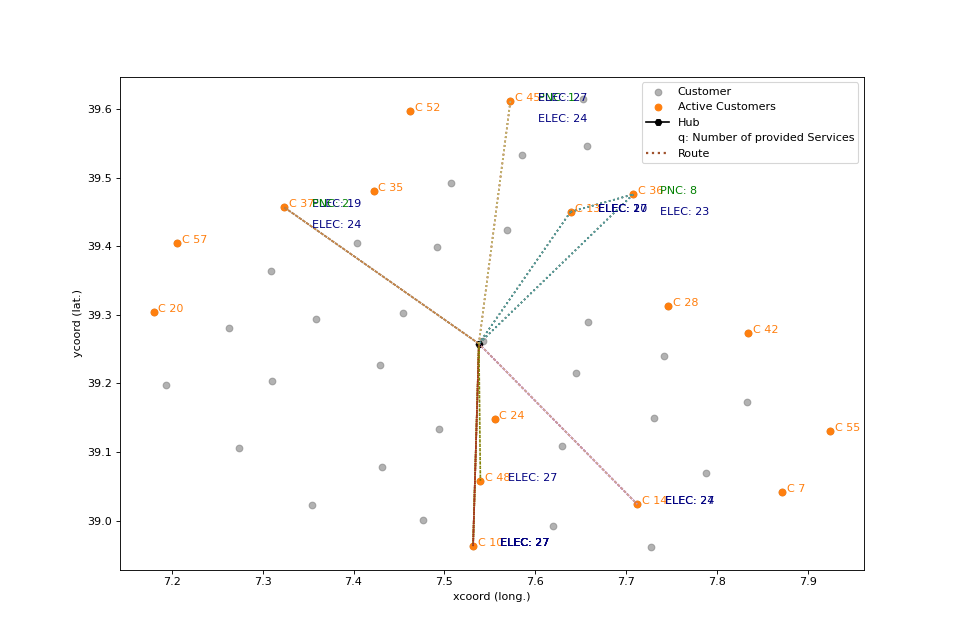 Customer
Active Customers
Hub
q: Number of provided Services
Route
39.6
39.5
39.4
39.3
39.2
39.1
39.0
7.2
7.3
7.4
7.5
7.6
7.7
7.8
7.9
xcoord (long.)
ycoord (lat.)
C 52
C 45
ELEC: 24
C 35
C 36
PNC: 8
ELEC: 23
C 37
ELEC: 24
C 57
C 20
C 28
C 42
C 24
C 55
C 48
ELEC: 27
C 7
C 14
C 10
ELEC: 27